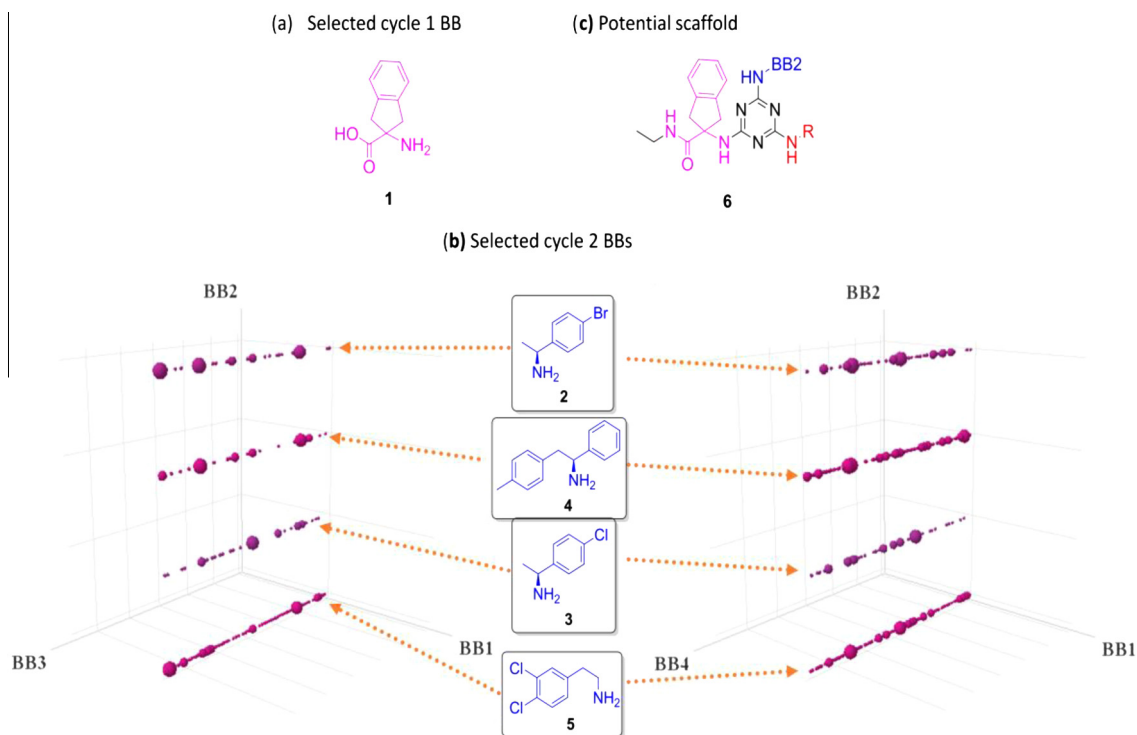 (a) Selected cycle 1 BB
(c) Potential scaffold
HO
O
NH2
1
HN
BB2
N
N
N
HN
O
N
H
N
H
R
6
(b) Selected cycle 2 BBs
BB2
BB3
BB1
Br
NH2
2
NH2
4
Cl
NH2
3
Cl
Cl
NH2
5
BB2
BB4
BB1